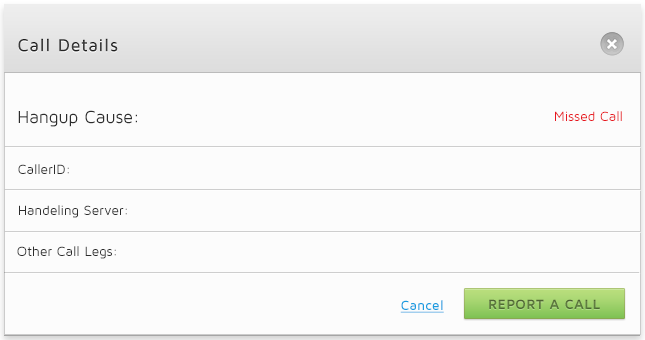 Call Details
Hangup Cause: Missed Call
CallerID:
Handeling Server:
Other Call Legs:
Cancel REPORT A CALL